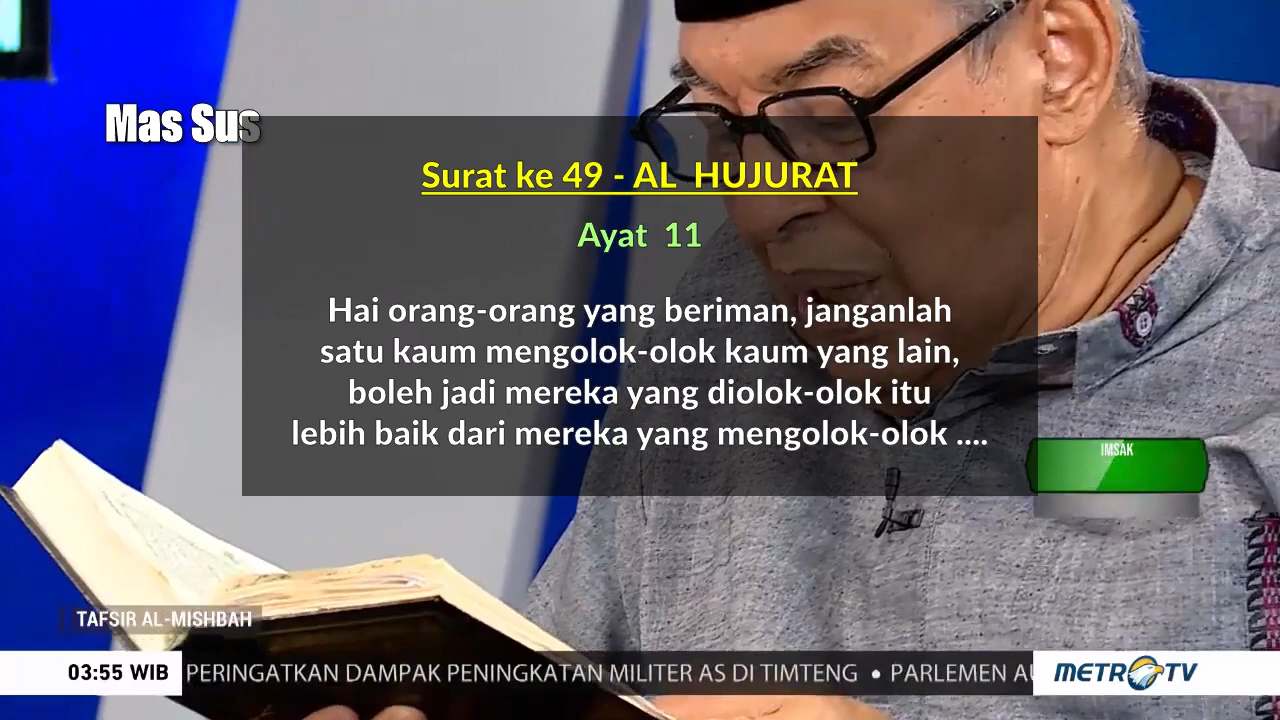 Mas Sus
Surat ke 49 - AL HUJURAT
Ayat 11
Hai orang-orang yang beriman, janganlah
satu kaum mengolok-olok kaum yang lain,
boleh jadi mereka yang diolok-olok itu
lebih baik dari mereka yang mengolok-olok ....
IMSAK
TAFSIR AL-MISHBAH
03:55 WIB PERINGATKAN DAMPAK PENINGKATAN MILITER AS DI TIMTENG • PARLEMEN METRO TV